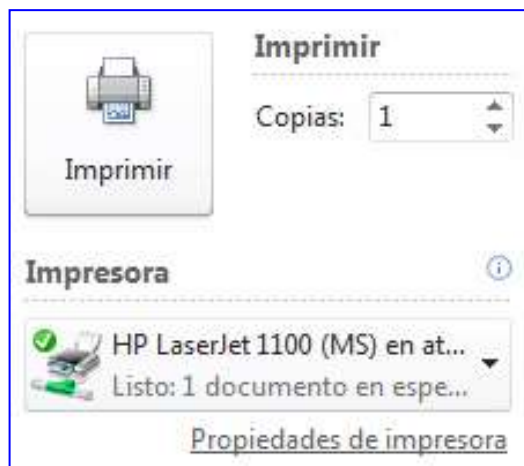 Imprimir
Copias: 1
Imprimir
Impresora
HP LaserJet 1100 (MS) en at...
Listo: 1 documento en espe...
Propiedades de impresora